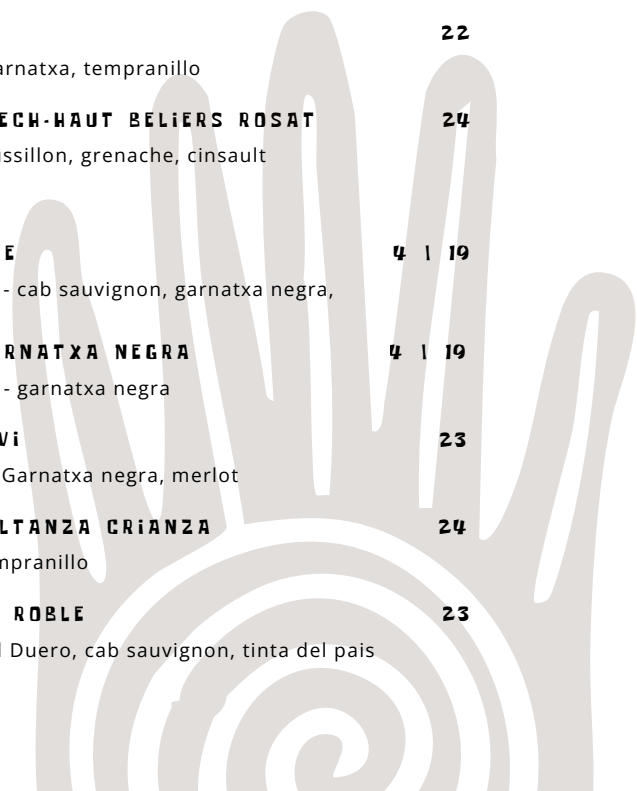 22
arnatxa, tempranillo
ECH-HAUT BELiERS ROSAT 24
ussillon, grenache, cinsault
E 4 | 19
- cab sauvignon, garnatxa negra,
RNATXA NEGRA 4 | 19
- garnatxa negra
Vi 23
Garnatxa negra, merlot
LTANZA CRiANZA 24
mpranillo
ROBLE 23
l Duero, cab sauvignon, tinta del pais